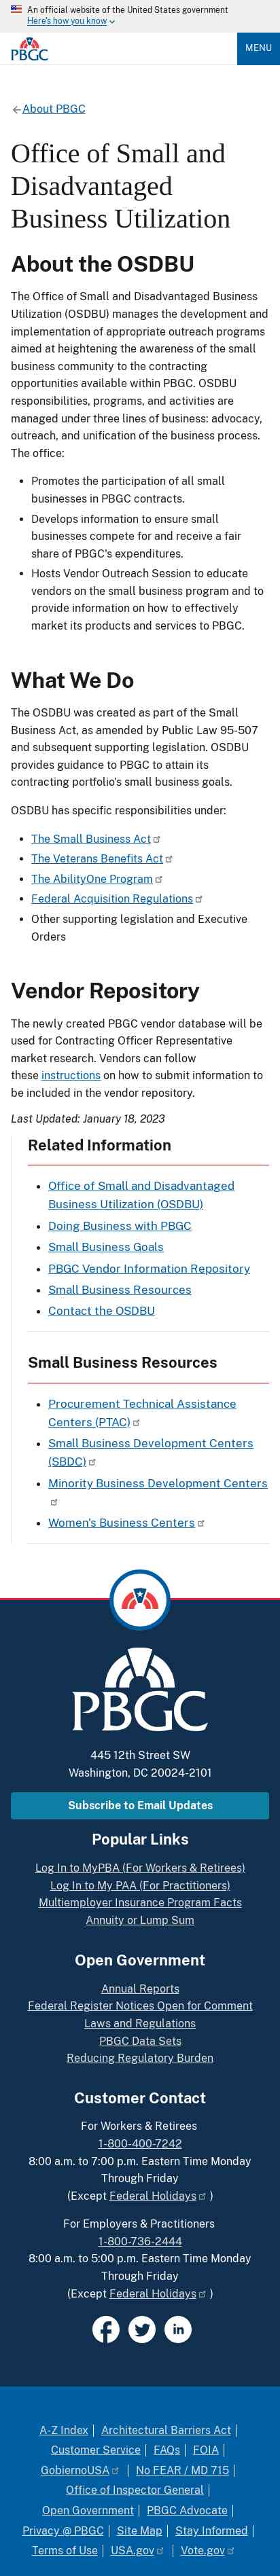 An official website of the United States government
Here's how you know
PBGC
MENU
About PBGC
Office of Small and
Disadvantaged
Business Utilization
About the OSDBU
The Office of Small and Disadvantaged Business
Utilization (OSDBU) manages the development and
implementation of appropriate outreach programs
aimed at heightening the awareness of the small
business community to the contracting
opportunities available within PBGC. OSDBU
responsibilities, programs, and activities are
managed under three lines of business: advocacy,
outreach, and unification of the business process.
The office:
Promotes the participation of all small
businesses in PBGC contracts.
Develops information to ensure small
businesses compete for and receive a fair
share of PBGC's expenditures.
Hosts Vendor Outreach Session to educate
vendors on the small business program and to
provide information on how to effectively
market its products and services to PBGC.
What We Do
The OSDBU was created as part of the Small
Business Act, as amended by Public Law 95-507
and subsequent supporting legislation. OSDBU
provides guidance to PBGC to attain its
contracting portfolio's small business goals.
OSDBU has specific responsibilities under:
The Small Business Act
The Veterans Benefits Act
The AbilityOne Program
Federal Acquisition Regulations
Other supporting legislation and Executive
Orders
Vendor Repository
The newly created PBGC vendor database will be
used for Contracting Officer Representative
market research. Vendors can follow
these instructions on how to submit information to
be included in the vendor repository.
Last Updated: January 18, 2023
Related Information
Office of Small and Disadvantaged
Business Utilization (OSDBU)
Doing Business with PBGC
Small Business Goals
PBGC Vendor Information Repository
Small Business Resources
Contact the OSDBU
Small Business Resources
Procurement Technical Assistance
Centers (PTAC)
Small Business Development Centers
(SBDC)
Minority Business Development Centers
Women's Business Centers
PBGC
445 12th Street SW
Washington, DC 20024-2101
Subscribe to Email Updates
Popular Links
Log In to MyPBA (For Workers & Retirees)
Log In to My PAA (For Practitioners)
Multiemployer Insurance Program Facts
Annuity or Lump Sum
Open Government
Annual Reports
Federal Register Notices Open for Comment
Laws and Regulations
PBGC Data Sets
Reducing Regulatory Burden
Customer Contact
For Workers & Retirees
1-800-400-7242
8:00 a.m. to 7:00 p.m. Eastern Time Monday
Through Friday
(Except Federal Holidays )
For Employers & Practitioners
1-800-736-2444
8:00 a.m. to 5:00 p.m. Eastern Time Monday
Through Friday
(Except Federal Holidays )
A-Z Index | Architectural Barriers Act |
Customer Service | FAQs | FOIA |
GobiernoUSA | No FEAR / MD 715 |
Office of Inspector General |
Open Government | PBGC Advocate |
Privacy @ PBGC | Site Map | Stay Informed |
Terms of Use | USA.gov | Vote.gov